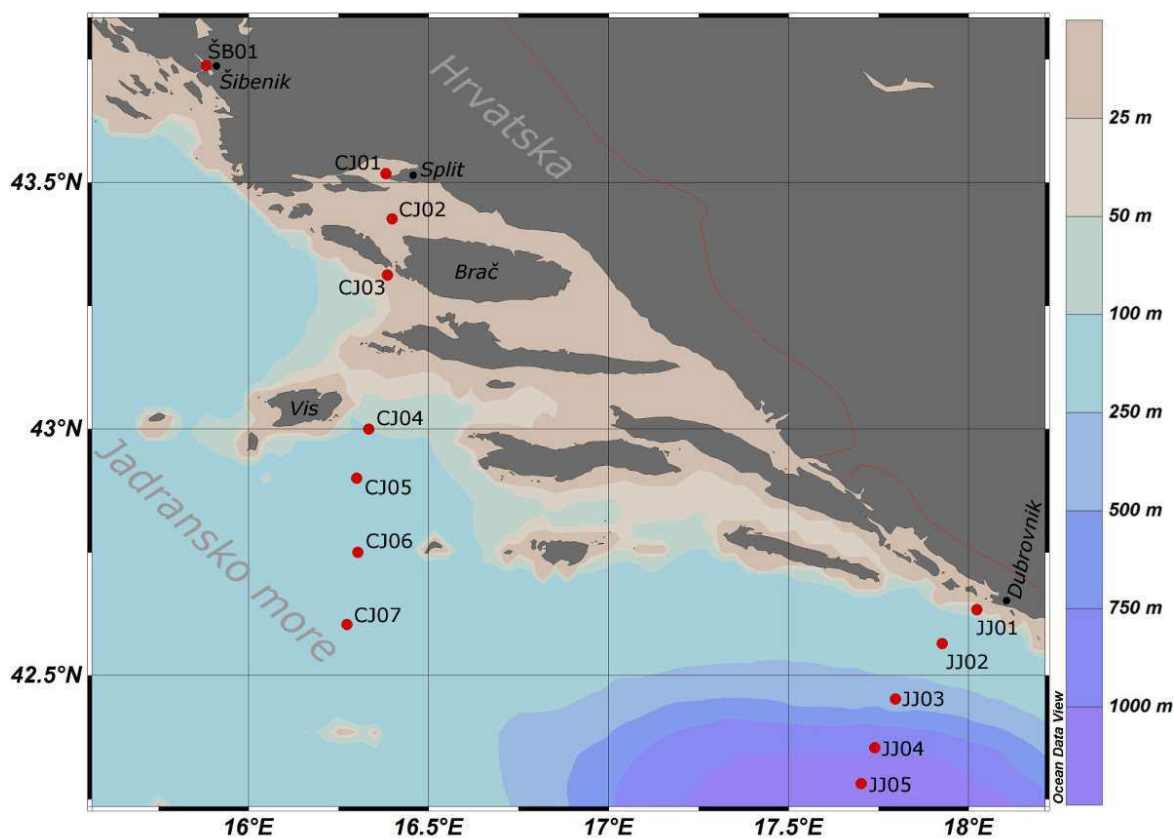 ŠB01
Šibenik
Hrvatska
CJ01
Split
CJ02
Brač
CJ03
Vis
CJ04
CJ05
CJ06
CJ07
Jadransko more
Dubrovnik
JJ01
JJ02
JJ03
JJ04
JJ05
43.5°N
43°N
42.5°N
16°E
16.5°E
17°E
17.5°E
18°E
Ocean Data View
25 m
50 m
100 m
250 m
500 m
750 m
1000 m